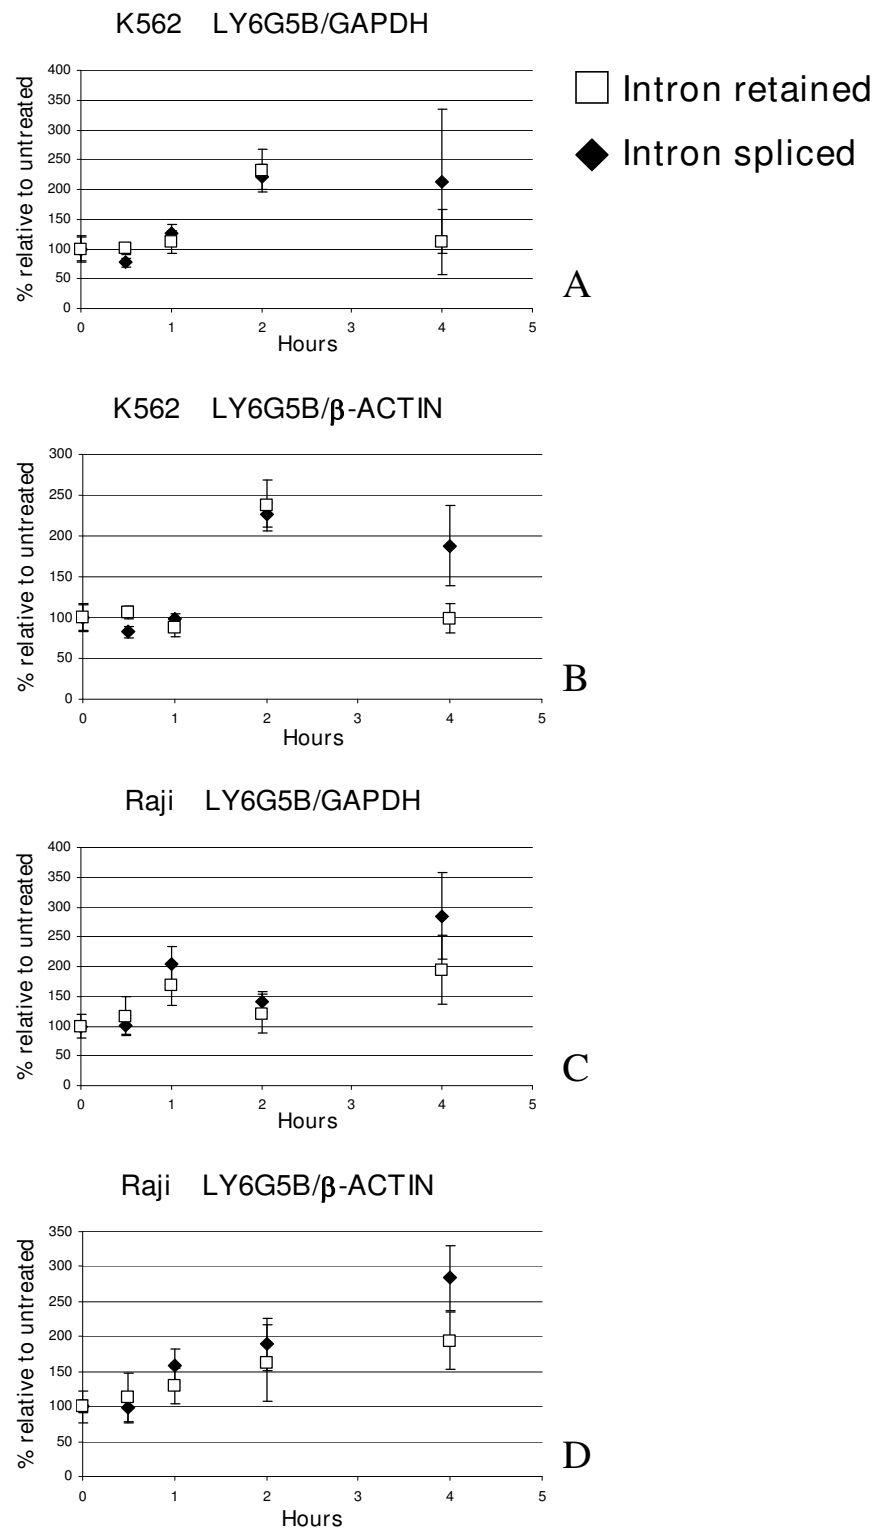 K562 LY6G5B/GAPDH
% relative to untreated
400
350
300
250
200
150
100
50
0
0 1 2 3 4 5
Hours
Intron retained
Intron spliced
A
K562 LY6G5B/β-ACTIN
% relative to untreated
300
250
200
150
100
50
0
0 1 2 3 4 5
Hours
B
Raji LY6G5B/GAPDH
% relative to untreated
400
350
300
250
200
150
100
50
0
0 1 2 3 4 5
Hours
C
Raji LY6G5B/β-ACTIN
% relative to untreated
350
300
250
200
150
100
50
0
0 1 2 3 4 5
Hours
D